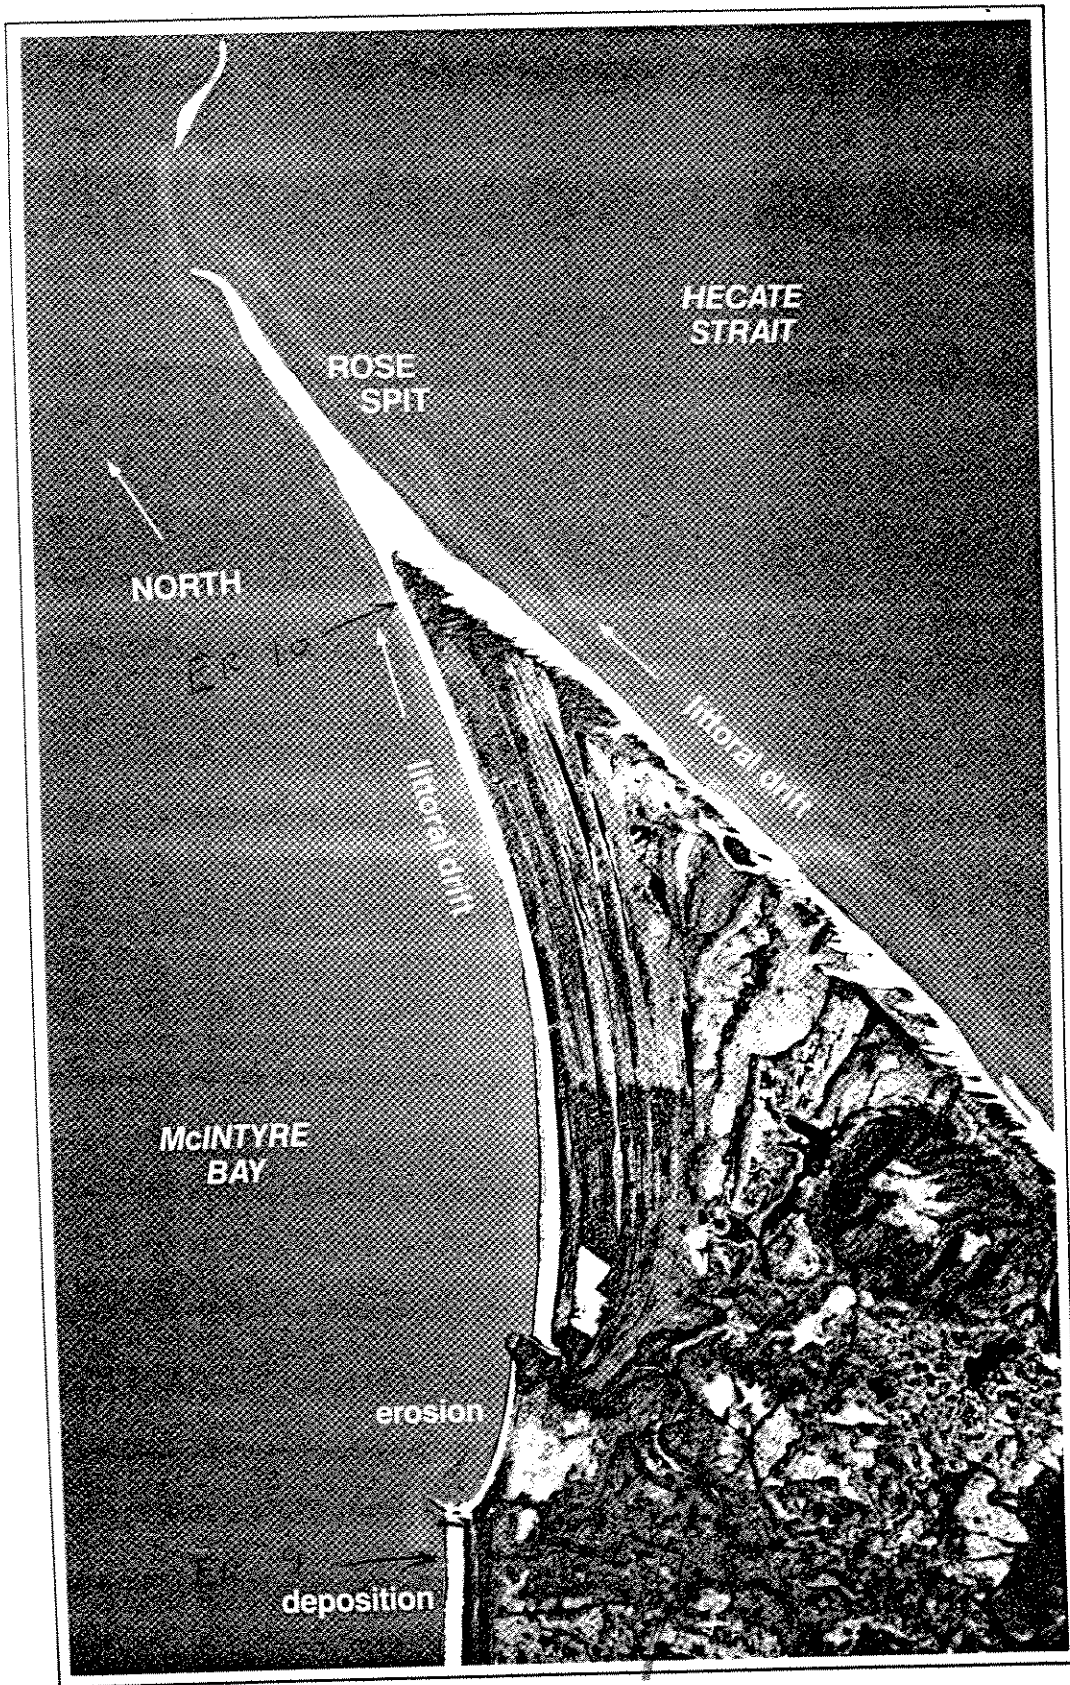 HECATE
STRAIT
ROSE
SPIT
NORTH
littoral drift
littoral drift
McINTYRE
BAY
erosion
deposition